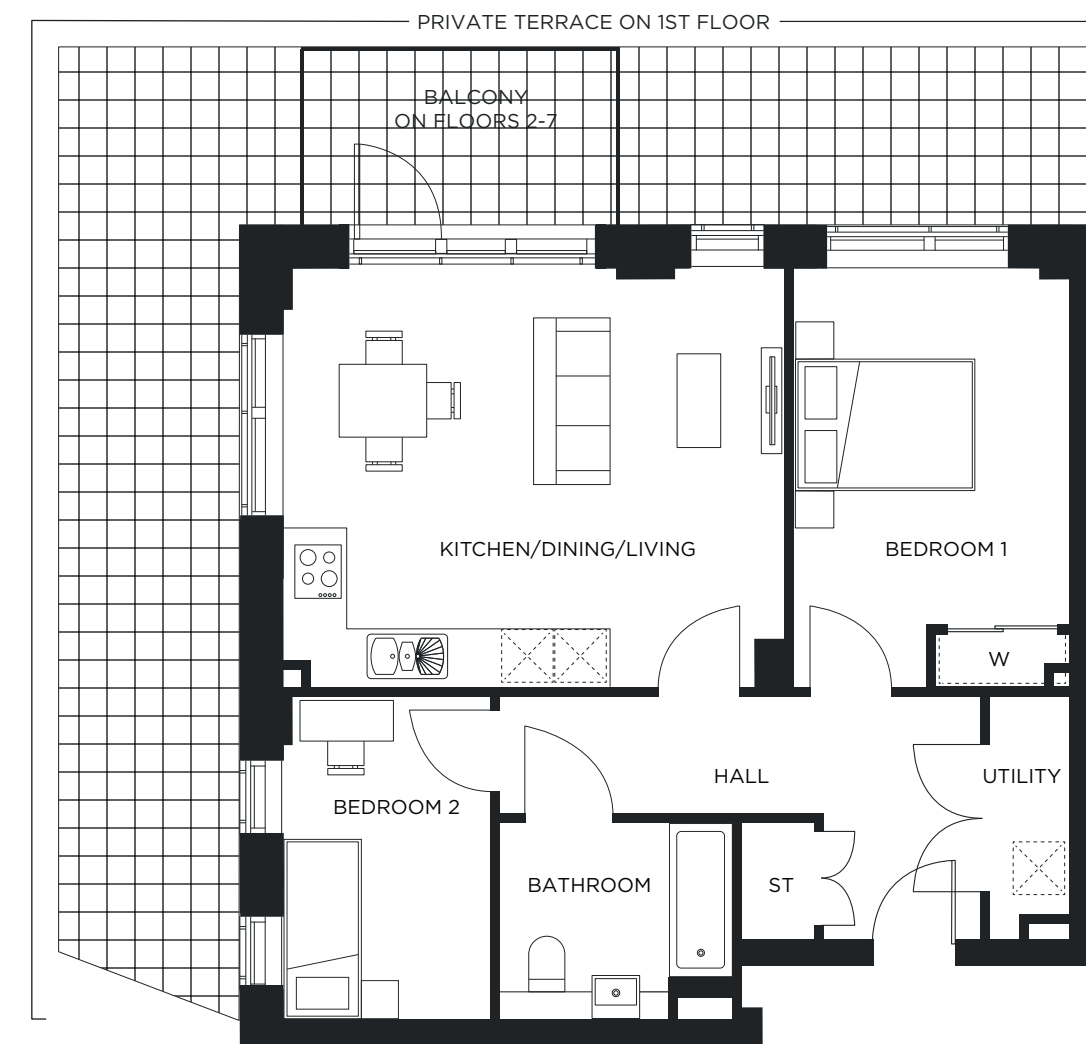 PRIVATE TERRACE ON 1ST FLOOR
BALCONY
ON FLOORS 2-7
KITCHEN/DINING/LIVING
BEDROOM 1
W
HALL
UTILITY
BEDROOM 2
BATHROOM
ST